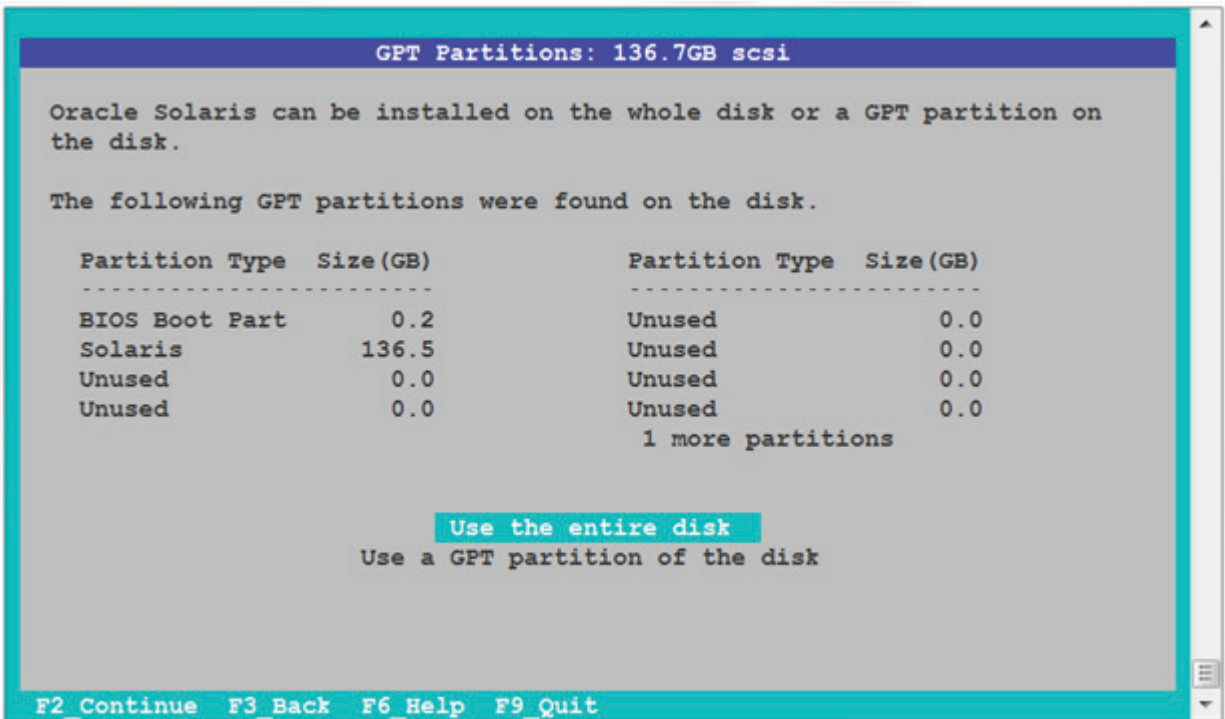 GPT Partitions: 136.7GB scsi
Oracle Solaris can be installed on the whole disk or a GPT partition on
the disk.
The following GPT partitions were found on the disk.
Partition Type Size(GB) Partition Type Size(GB)
------------------------ ------------------------
BIOS Boot Part 0.2 Unused 0.0
Solaris 136.5 Unused 0.0
Unused 0.0 Unused 0.0
Unused 0.0 Unused 0.0
1 more partitions
Use the entire disk
Use a GPT partition of the disk
F2_Continue F3_Back F6_Help F9_Quit